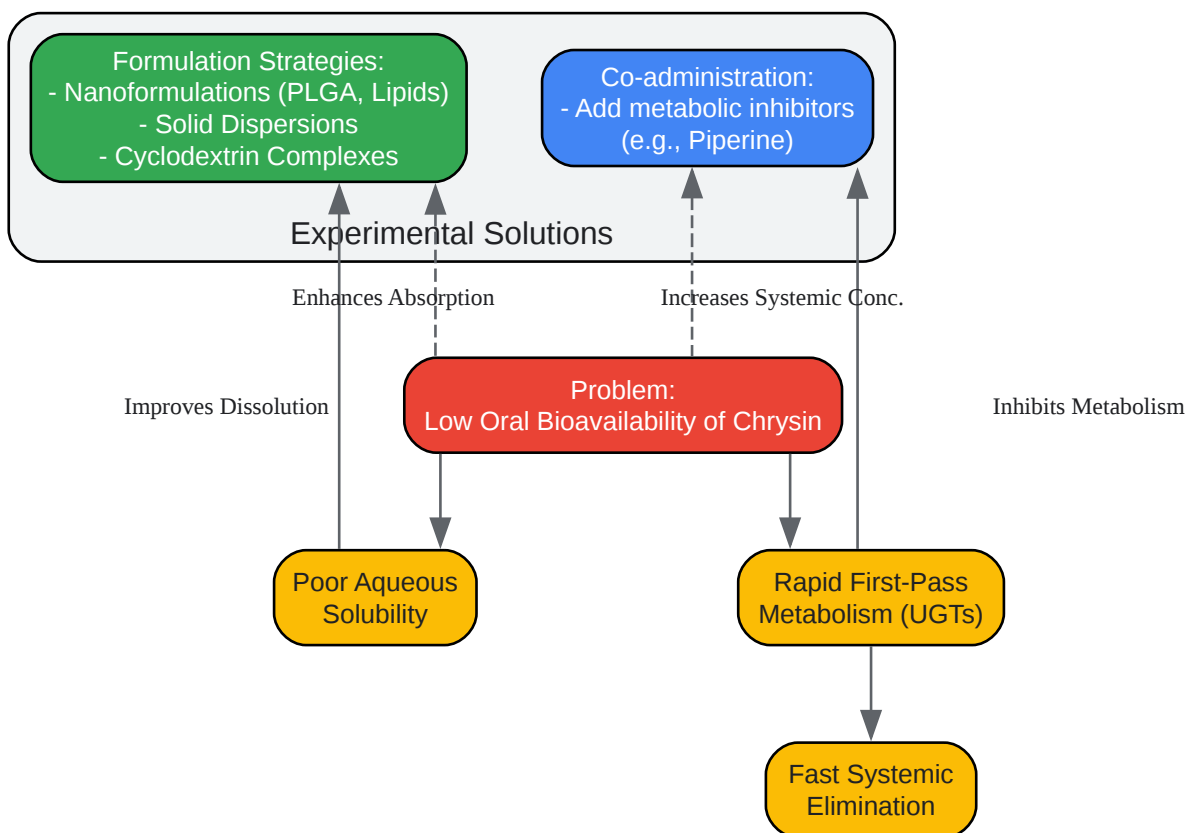 Formulation Strategies:
- Nanoformulations (PLGA, Lipids)
- Solid Dispersions
- Cyclodextrin Complexes
Co-administration:
- Add metabolic inhibitors
(e.g., Piperine)
Experimental Solutions
Enhances Absorption
Increases Systemic Conc.
Problem:
Low Oral Bioavailability of Chrysin
Improves Dissolution
Inhibits Metabolism
Poor Aqueous
Solubility
Rapid First-Pass
Metabolism (UGTs)
Fast Systemic
Elimination